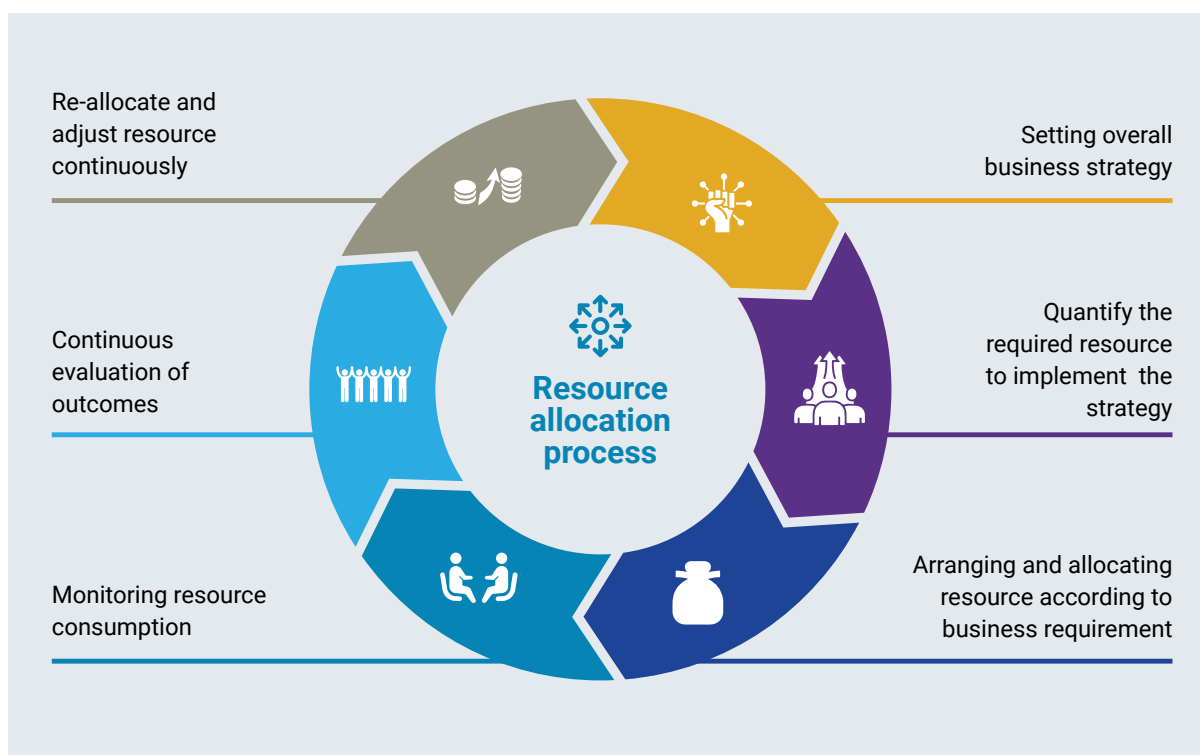 Re-allocate and
adjust resource
continuously
Setting overall
business strategy
Continuous
evaluation of
outcomes
Resource
allocation
process
Quantify the
required resource
to implement  the
strategy
Monitoring resource
consumption
Arranging and allocating
resource according to
business requirement